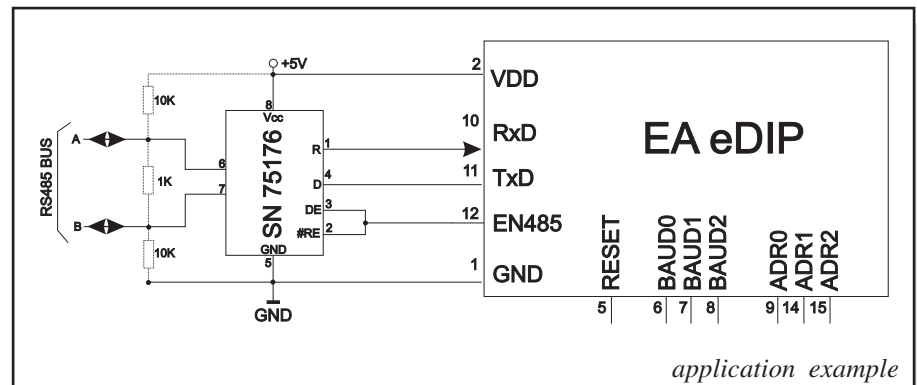 +5V
2
VDD
8
Vcc
10K
10
RxD
EA eDIP
RS485 BUS
A
6
SN 75176
R
1
11
TxD
1K
7
D
4
DE
3
12
EN485
B
#RE
2
10K
GND
5
1
GND
GND
RESET
BAUD0
BAUD1
BAUD2
ADR0
ADR1
ADR2
5
6
7
8
9
14
15
application example